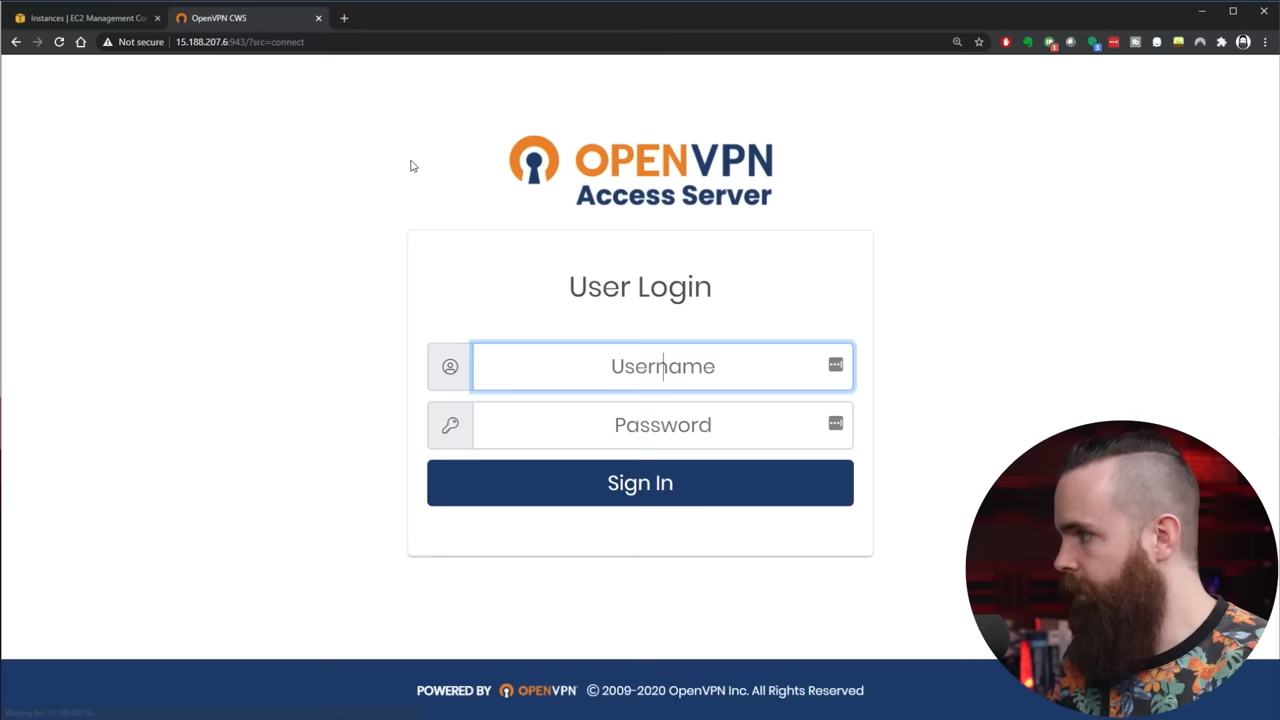 Instances | EC2 Management Co
OpenVPN CWS
Not secure
15.188.207.6:943/?src=connect
OPENVPN
Access Server
User Login
Username
Password
Sign In
POWERED BY OPENVPN © 2009-2020 OpenVPN Inc. All Rights Reserved